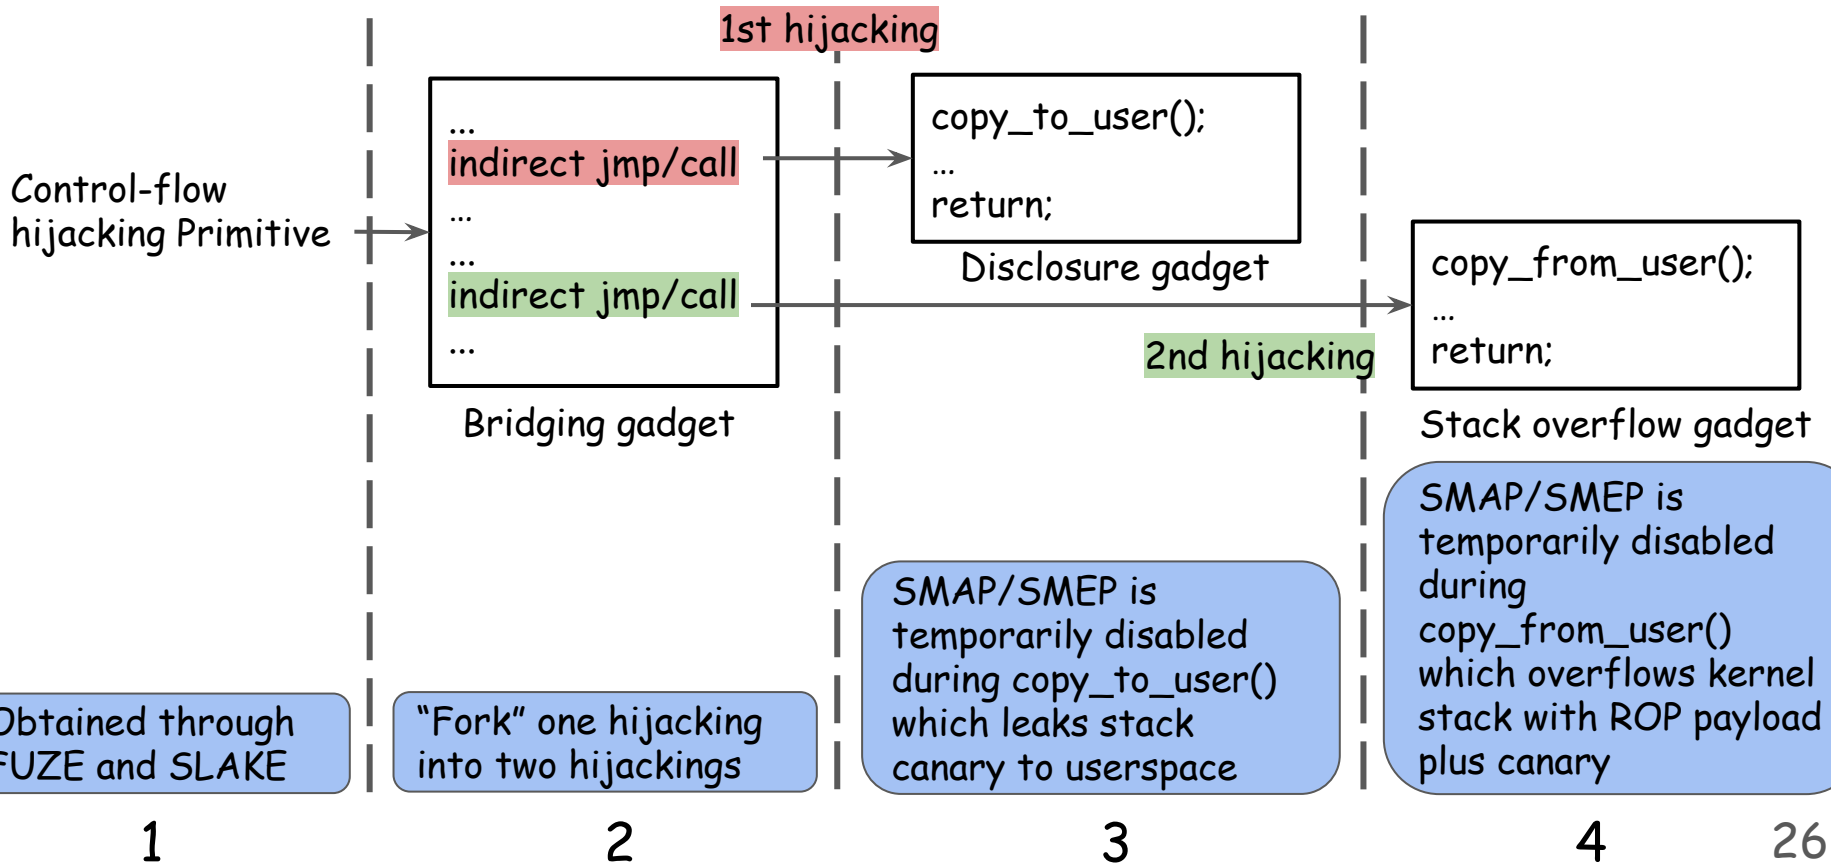 1st hijacking
Control-flow
hijacking Primitive
...
indirect jmp/call
...
...
indirect jmp/call
...
Bridging gadget
copy_to_user();
...
return;
Disclosure gadget
2nd hijacking
copy_from_user();
...
return;
Stack overflow gadget
Obtained through
FUZE and SLAKE
“Fork” one hijacking
into two hijackings
SMAP/SMEP is
temporarily disabled
during copy_to_user()
which leaks stack
canary to userspace
SMAP/SMEP is
temporarily disabled
during
copy_from_user()
which overflows kernel
stack with ROP payload
plus canary
1
2
3
4
26